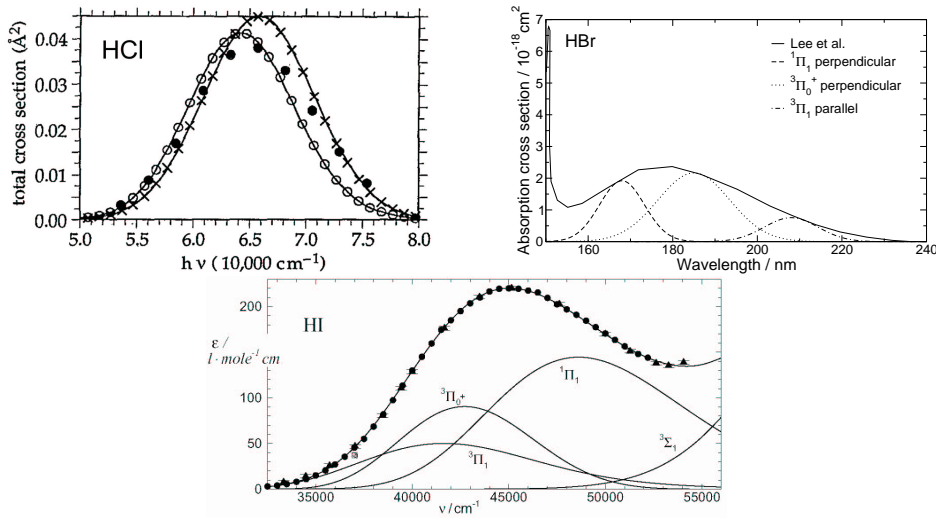 HCl
total cross section (Å²)
0.04
0.03
0.02
0.01
0.00
5.0 5.5 6.0 6.5 7.0 7.5 8.0
h ν ( 10,000 cm⁻¹)
HBr
Absorption cross section / 10⁻¹⁸ cm²
7
6
5
4
3
2
1
0
Lee et al.
¹Π₁ perpendicular
³Π₀⁺ perpendicular
³Π₁ parallel
160 180 200 220 240
Wavelength / nm
HI
ε /
l · mole⁻¹ cm
200
100
50
0
¹Π₁
³Π₀⁺
³Π₁
³Σ₁
35000 40000 45000 50000 55000
ν / cm⁻¹